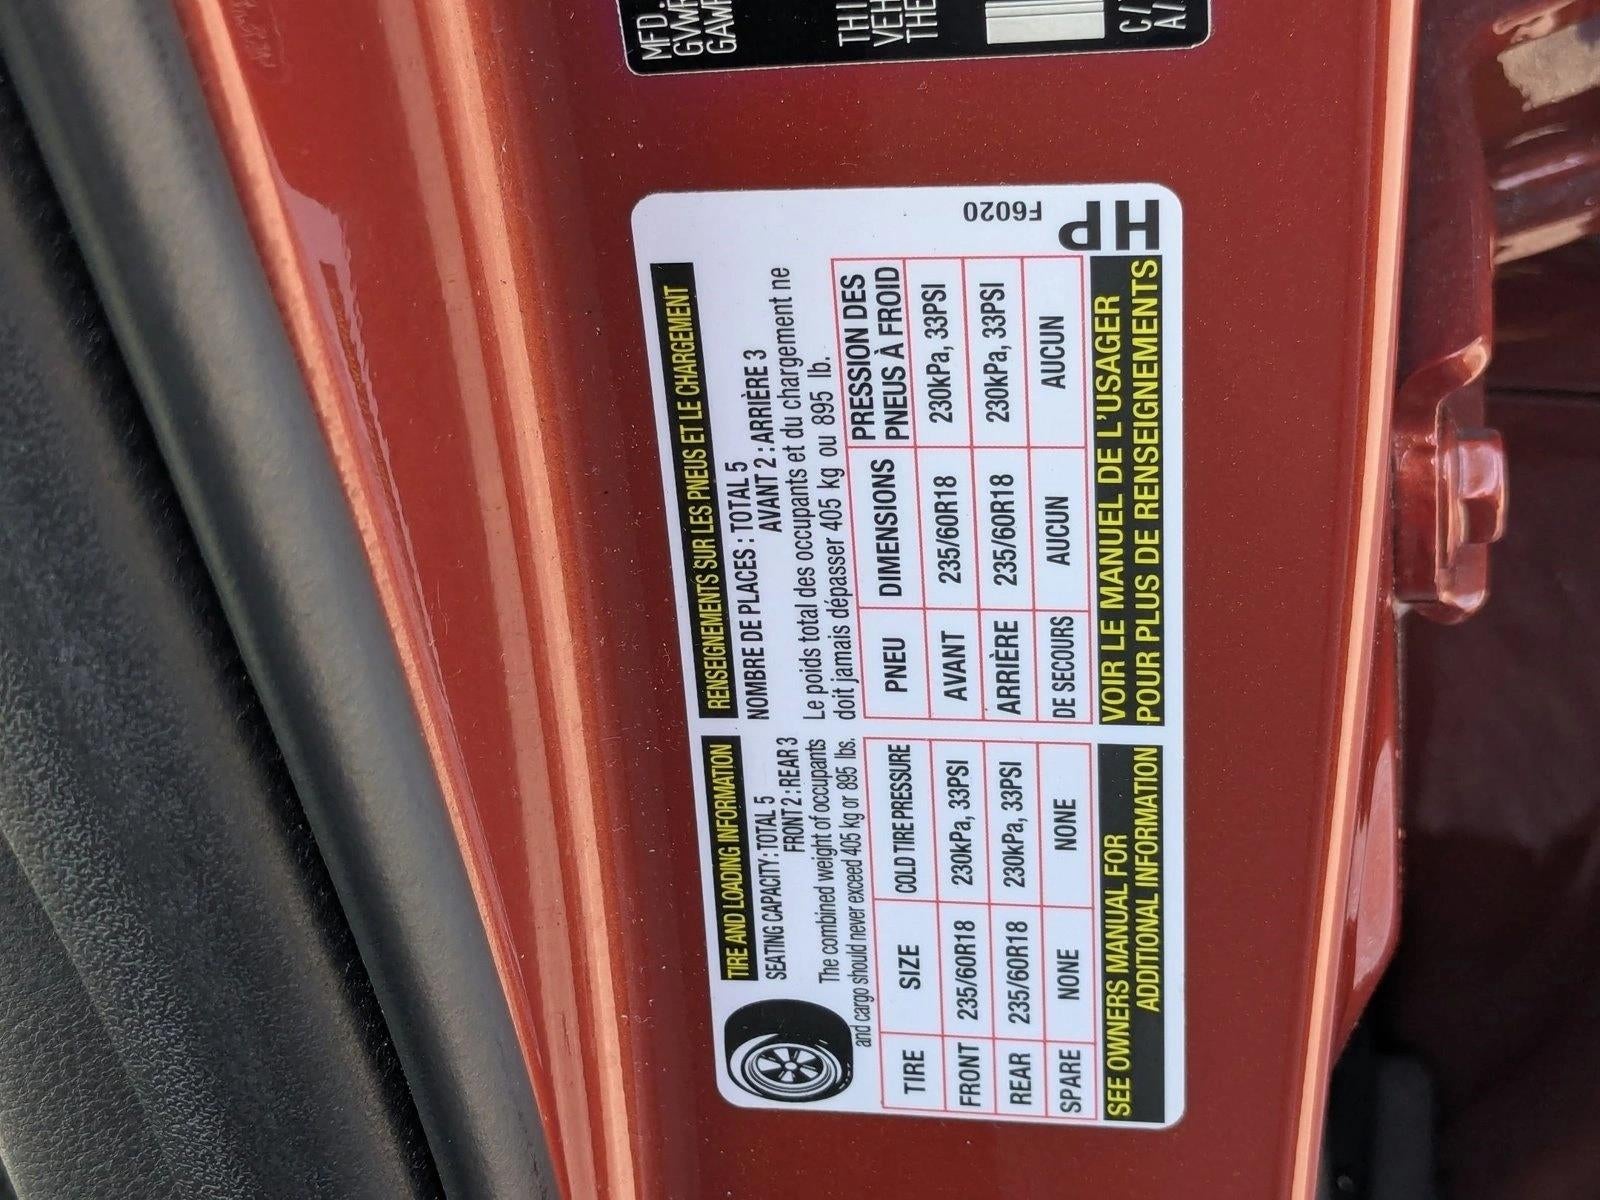 MFD.
GVWR
GAWR
THI
VEH
THE
C/
A/
TIRE AND LOADING INFORMATION
SEATING CAPACITY: TOTAL 5
FRONT 2 : REAR 3
The combined weight of occupants
and cargo should never exceed 405 kg or 895 lbs.
TIRE SIZE COLD TIRE PRESSURE
FRONT 235/60R18 230kPa, 33PSI
REAR 235/60R18 230kPa, 33PSI
SPARE NONE NONE
SEE OWNERS MANUAL FOR
ADDITIONAL INFORMATION
RENSEIGNEMENTS SUR LES PNEUS ET LE CHARGEMENT
NOMBRE DE PLACES : TOTAL 5
AVANT 2 : ARRIÈRE 3
Le poids total des occupants et du chargement ne
doit jamais dépasser 405 kg ou 895 lb.
PNEU DIMENSIONS PRESSION DES
PNEUS À FROID
AVANT 235/60R18 230kPa, 33PSI
ARRIÈRE 235/60R18 230kPa, 33PSI
DE SECOURS AUCUN AUCUN
VOIR LE MANUEL DE L'USAGER
POUR PLUS DE RENSEIGNEMENTS
F6020
HP